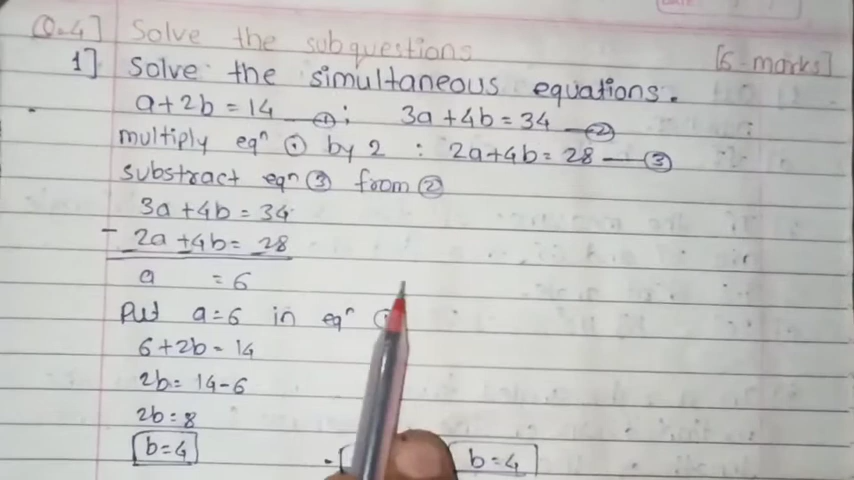 Q.4] Solve the subquestions [5 marks]
1] Solve the simultaneous equations.
a+2b=14 —① ; 3a+4b=34 —②
multiply eqⁿ ① by 2 : 2a+4b=28 —③
substract eqⁿ ③ from ②
3a+4b=34
- 2a+4b= 28
a = 6
Put a=6 in eqⁿ
6+2b=14
2b= 14-6
2b=8
b=4 b=4